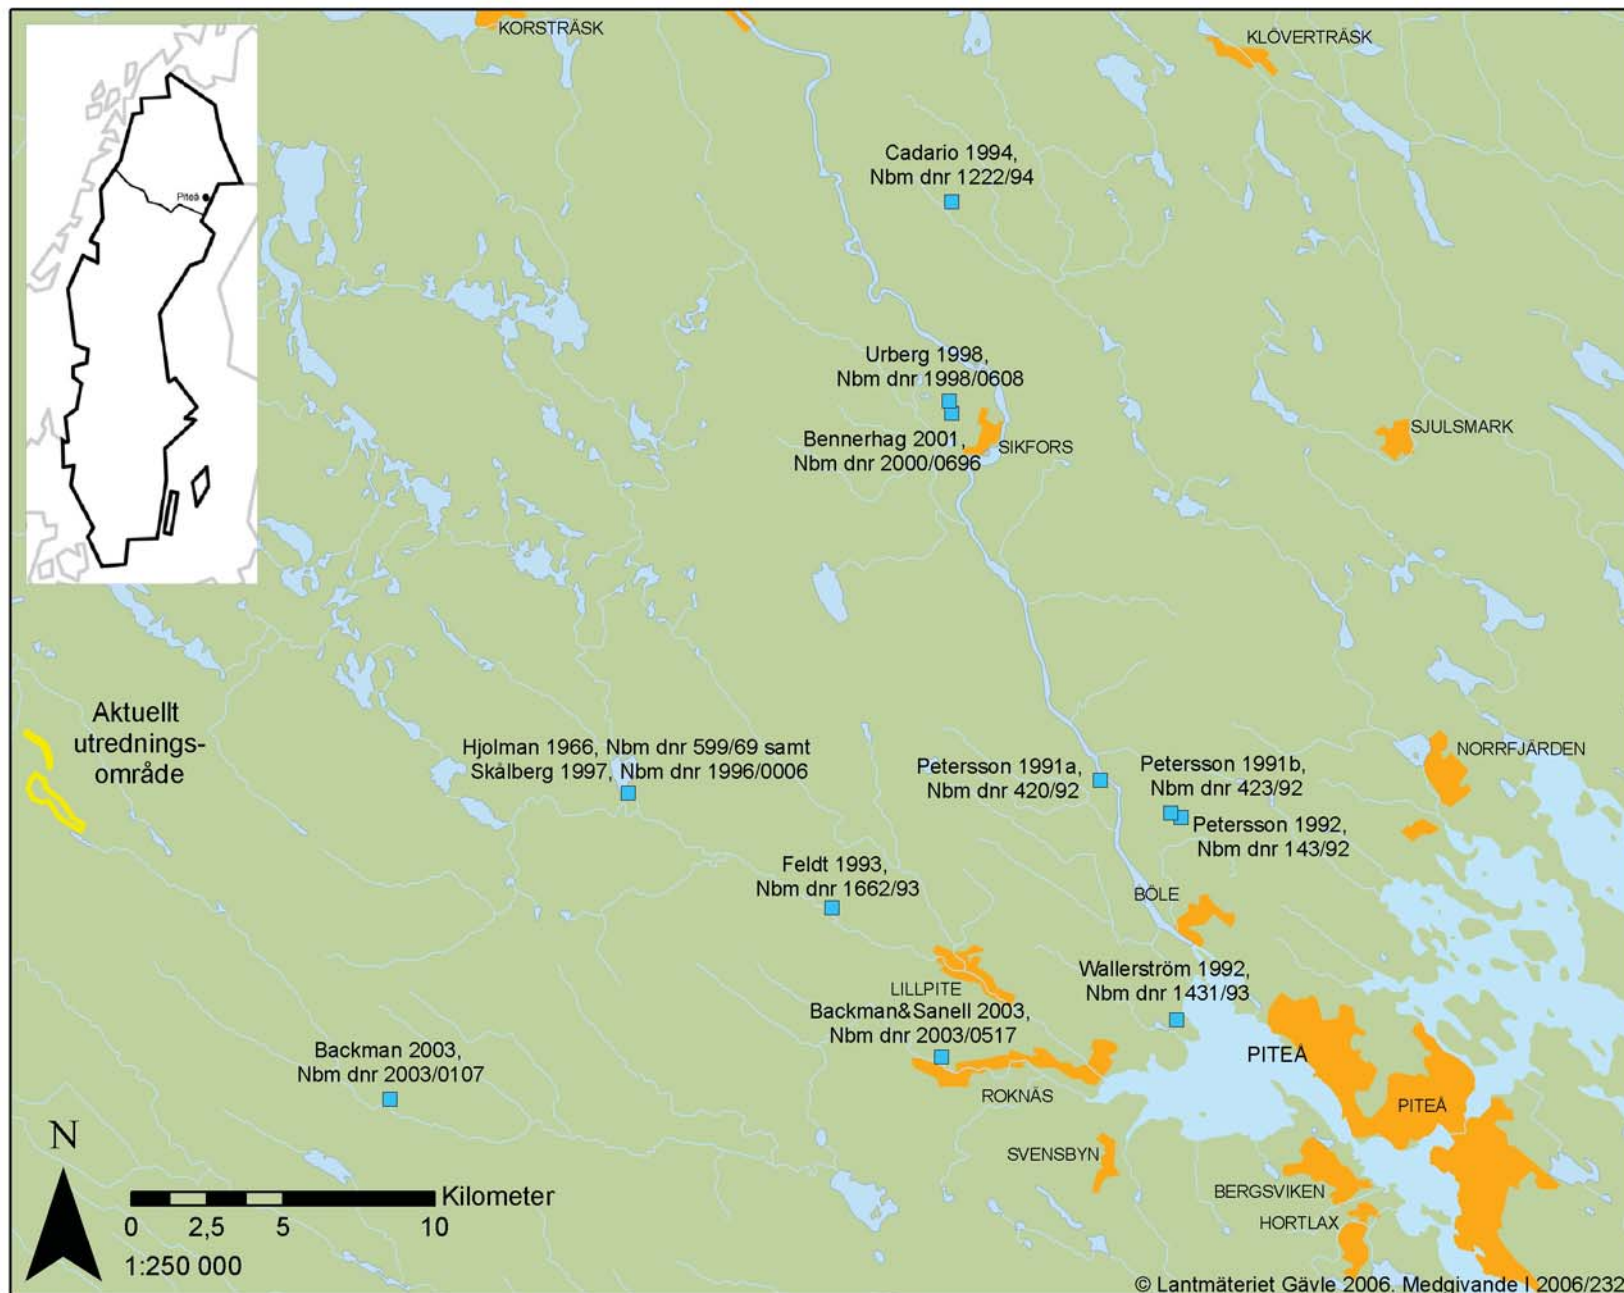 KORSTRÄSK
KLÖVERTRÄSK
Piteå
Cadario 1994,
Nbm dnr 1222/94
Urberg 1998,
Nbm dnr 1998/0608
Bennerhag 2001,
Nbm dnr 2000/0696
SIKFORS
SJULSMARK
Aktuellt
utrednings-
område
Hjolman 1966, Nbm dnr 599/69 samt
Skålberg 1997, Nbm dnr 1996/0006
Petersson 1991a,
Nbm dnr 420/92
Petersson 1991b,
Nbm dnr 423/92
Petersson 1992,
Nbm dnr 143/92
NORRFJÄRDEN
Feldt 1993,
Nbm dnr 1662/93
BÖLE
LILLPITE
Wallerström 1992,
Nbm dnr 1431/93
Backman&Sanell 2003,
Nbm dnr 2003/0517
Backman 2003,
Nbm dnr 2003/0107
PITEÅ
ROKNÄS
PITEÅ
SVENSBYN
BERGSVIKEN
HORTLAX
N
Kilometer
0 2,5 5 10
1:250 000
© Lantmäteriet Gävle 2006. Medgivande I 2006/232